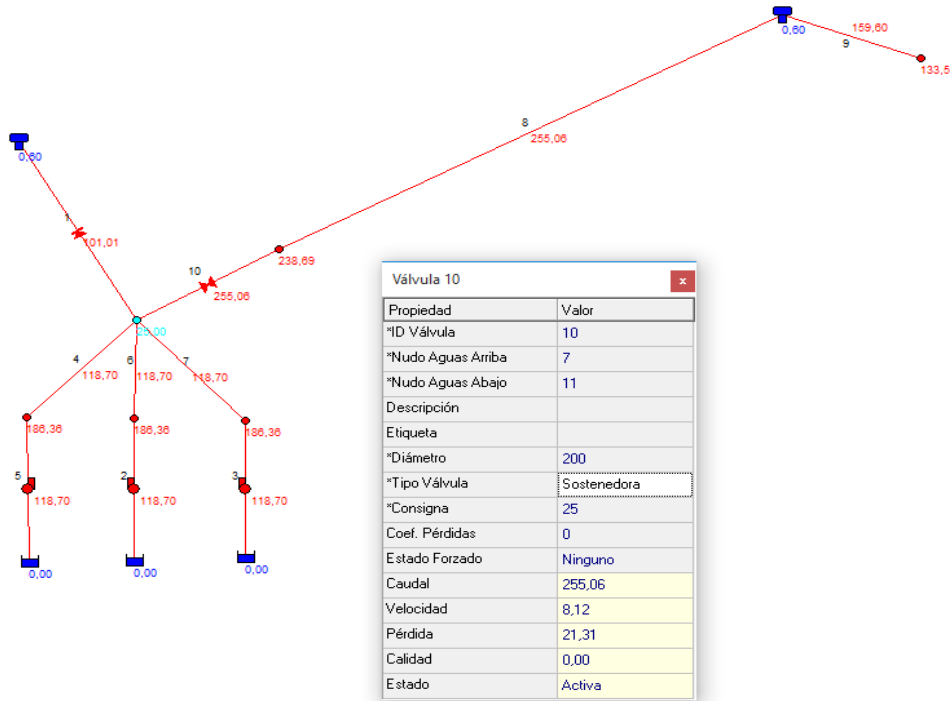 0,60
159,60
9
133,5
8
255,06
0,60
1
101,01
238,69
10
255,06
25,00
4
6
7
118,70
118,70
118,70
186,36
186,36
186,36
5
2
3
118,70
118,70
118,70
0,00
0,00
0,00
Válvula 10
x
Propiedad Valor
*ID Válvula 10
*Nudo Aguas Arriba 7
*Nudo Aguas Abajo 11
Descripción
Etiqueta
*Diámetro 200
*Tipo Válvula Sostenedora
*Consigna 25
Coef. Pérdidas 0
Estado Forzado Ninguno
Caudal 255,06
Velocidad 8,12
Pérdida 21,31
Calidad 0,00
Estado Activa